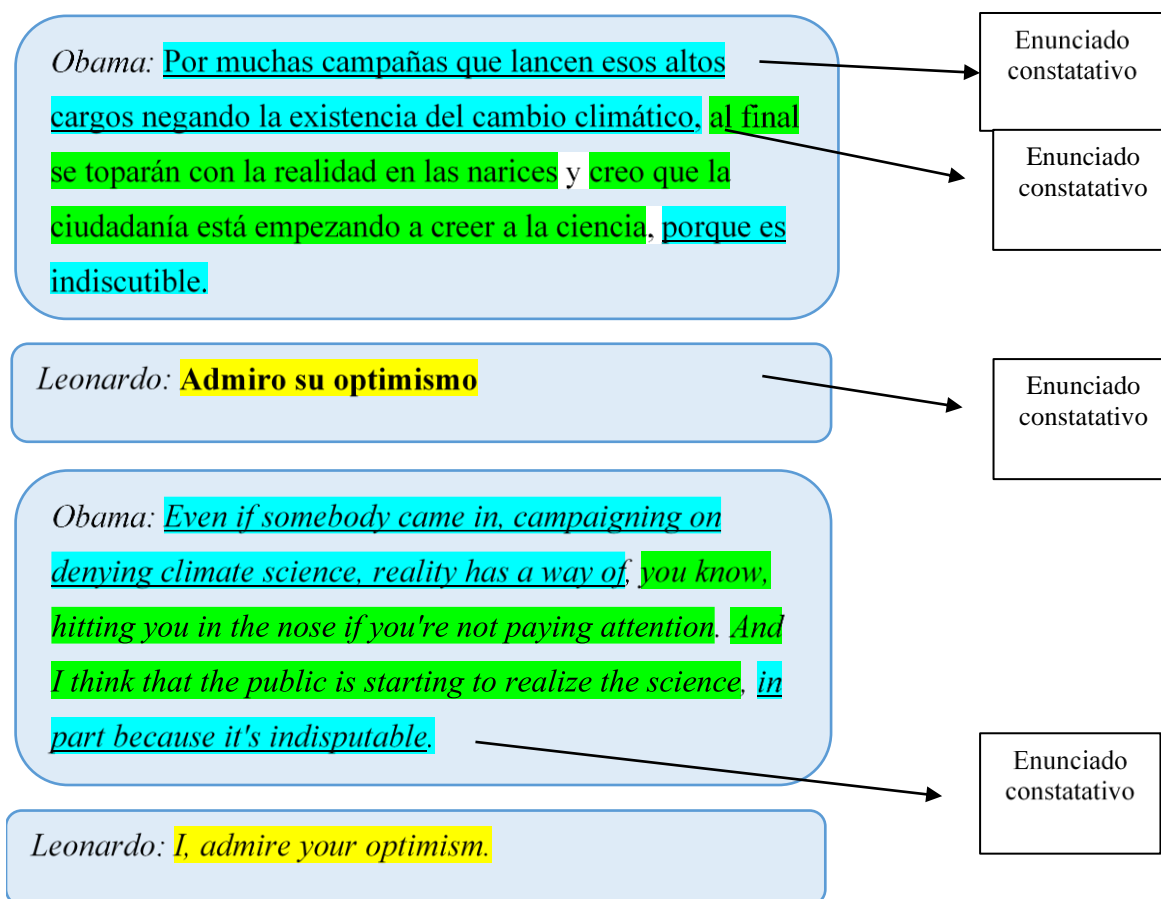 Obama: Por muchas campañas que lancen esos altos
cargos negando la existencia del cambio climático, al final
se toparán con la realidad en las narices y creo que la
ciudadanía está empezando a creer a la ciencia, porque es
indiscutible.
Enunciado
constatativo
Enunciado
constatativo
Leonardo: Admiro su optimismo
Enunciado
constatativo
Obama: Even if somebody came in, campaigning on
denying climate science, reality has a way of, you know,
hitting you in the nose if you're not paying attention. And
I think that the public is starting to realize the science, in
part because it's indisputable.
Enunciado
constatativo
Leonardo: I, admire your optimism.